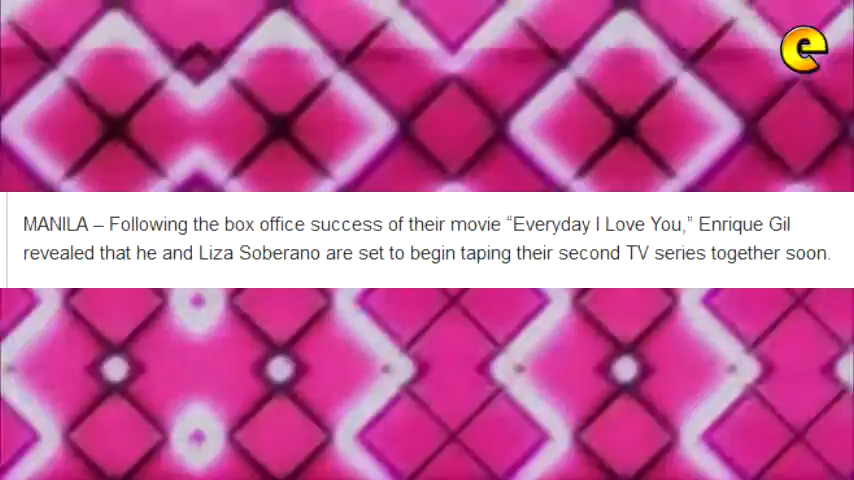 e
MANILA – Following the box office success of their movie “Everyday I Love You,” Enrique Gil
revealed that he and Liza Soberano are set to begin taping their second TV series together soon.